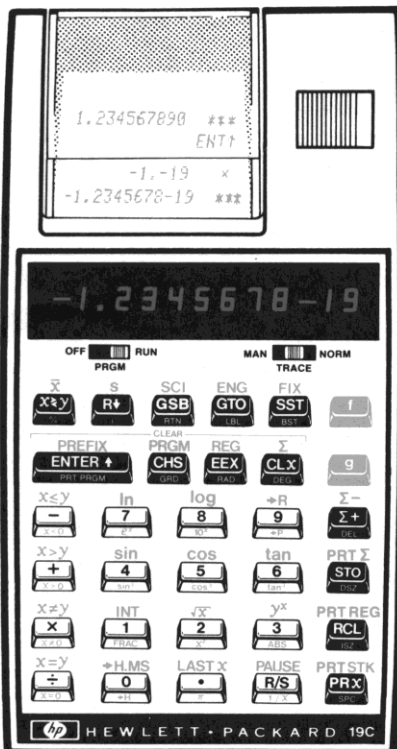 1.234567890 ***
ENT↑
-1.-19 ×
-1.2345678-19 ***
-1.2345678-19
OFF RUN MAN NORM
PRGM TRACE
x̄ S SCI ENG FIX
x⇄y R↓ GSB GTO SST f
RTN LBL BST
CLEAR
PREFIX PRGM REG Σ
ENTER ↑ CHS EEX CLX g
PRT PRGM GRD RAD DEG
x≤y ln log →R Σ−
− 7 8 9 Σ+
x<0 eˣ 10ˣ →P DEL
x>y sin cos tan PRT Σ
+ 4 5 6 STO
x>0 sin⁻¹ cos⁻¹ tan⁻¹ DSZ
x≠y INT √x yˣ PRT REG
× 1 2 3 RCL
x≠0 FRAC x² ABS ISZ
x=y →H.MS LAST x PAUSE PRT STK
÷ 0 • R/S PRx
x=0 →H π 1/x SPC
hp HEWLETT • PACKARD 19C